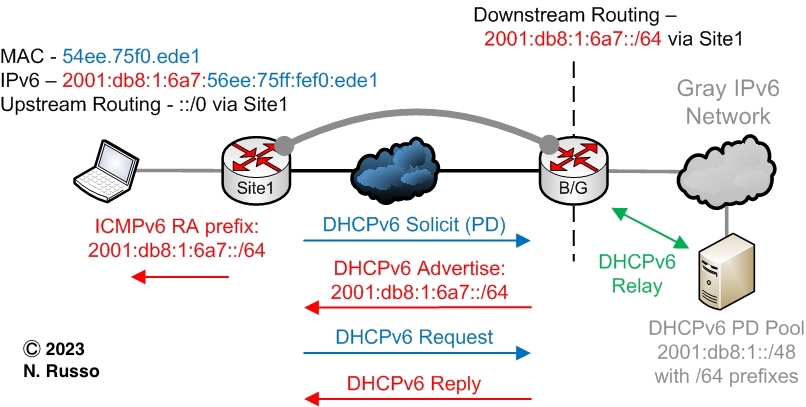 Downstream Routing –
2001:db8:1:6a7::/64 via Site1
MAC - 54ee.75f0.ede1
IPv6 – 2001:db8:1:6a7:56ee:75ff:fef0:ede1
Upstream Routing - ::/0 via Site1
Gray IPv6
Network
Site1
B/G
ICMPv6 RA prefix:
2001:db8:1:6a7::/64
DHCPv6 Solicit (PD)
DHCPv6 Advertise:
2001:db8:1:6a7::/64
DHCPv6 Request
DHCPv6 Reply
DHCPv6
Relay
DHCPv6 PD Pool
2001:db8:1::/48
with /64 prefixes
© 2023
N. Russo